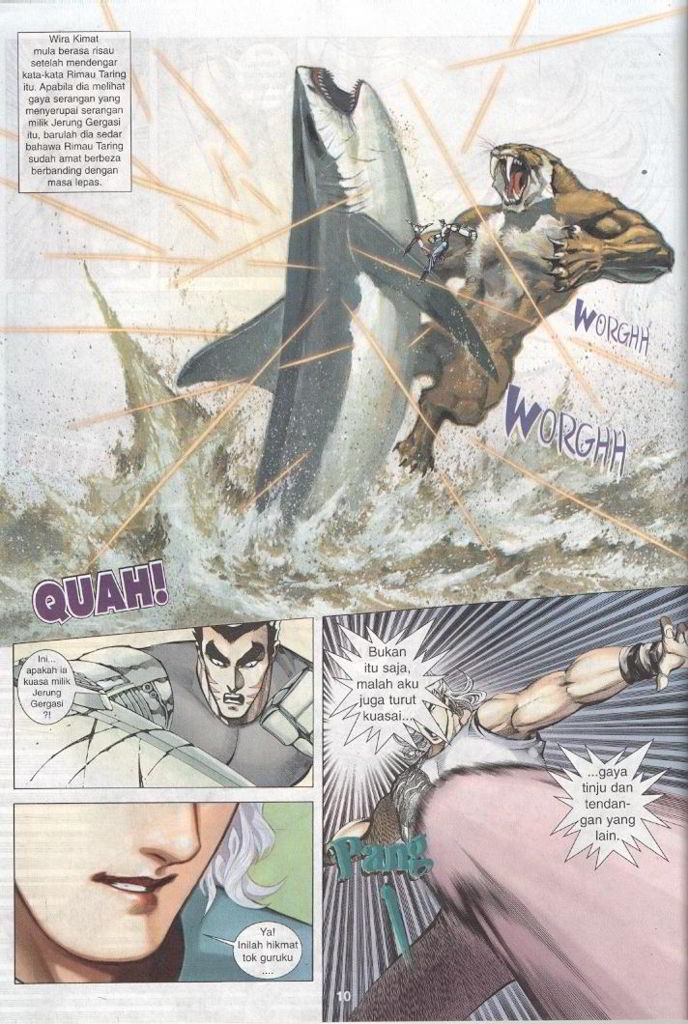 Wira Kimat
mula berasa risau
setelah mendengar
kata-kata Rimau Taring
itu. Apabila dia melihat
gaya serangan yang
menyerupai serangan
milik Jerung Gergasi
itu, barulah dia sedar
bahawa Rimau Taring
sudah amat berbeza
berbanding dengan
masa lepas.
WORGHH
WORGHH
QUAH!
Ini...
apakah ia
kuasa milik
Jerung
Gergasi
?!
Ya!
Inilah hikmat
tok guruku
....
Bukan
itu saja,
malah aku
juga turut
kuasai...
...gaya
tinju dan
tendan-
gan yang
lain.
Pang
!
10